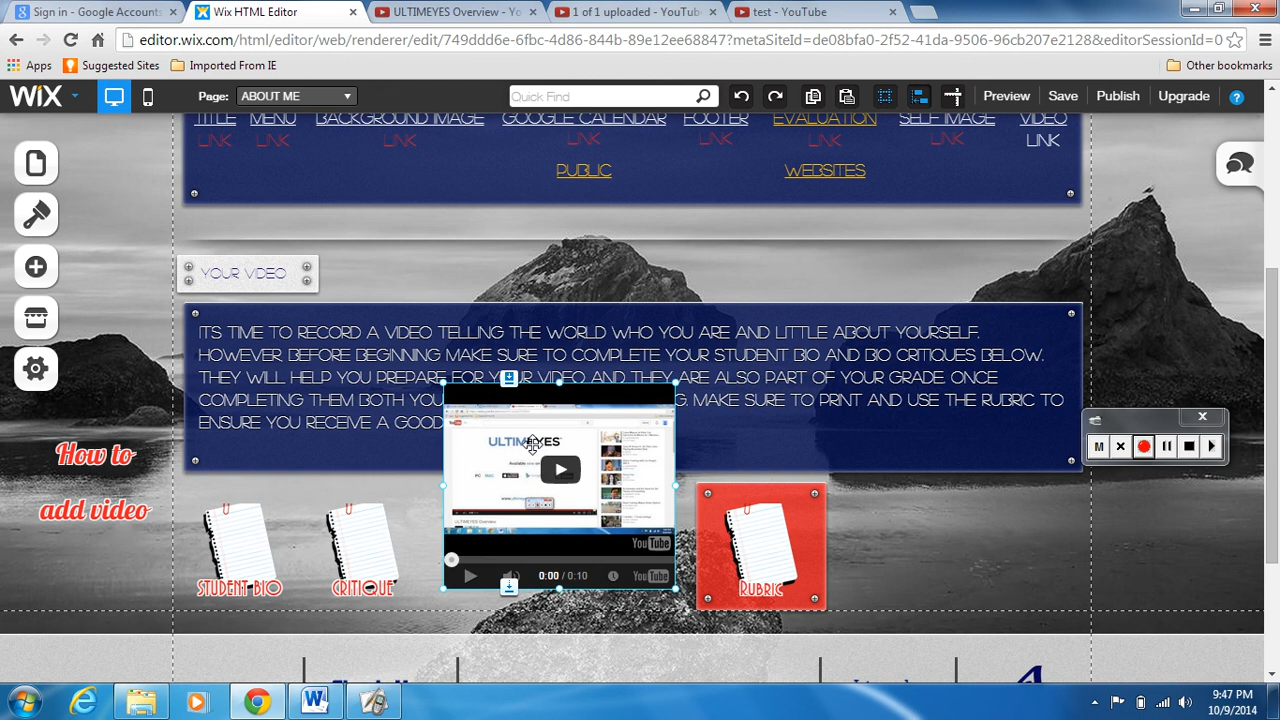 Sign in - Google Accounts
Wix HTML Editor
ULTIMEYES Overview - Yo
1 of 1 uploaded - YouTube
test - YouTube
editor.wix.com/html/editor/web/renderer/edit/749dd1d6e-6fbc-4d86-844b-89e12ee68847?metaSiteId=de08bfa0-2f52-41da-9506-96cb207e2128&editorSessionId=0
Apps Suggested Sites Imported From IE Other bookmarks
WiX Page: ABOUT ME Quick Find Preview Save Publish Upgrade ?
TITLE MENU BACKGROUND IMAGE GOOGLE CALENDAR FOOTER EVALUATION SELF IMAGE VIDEO
LINK LINK LINK LINK LINK LINK LINK LINK
PUBLIC WEBSITES
YOUR VIDEO
ITS TIME TO RECORD A VIDEO TELLING THE WORLD WHO YOU ARE AND LITTLE ABOUT YOURSELF.
HOWEVER, BEFORE BEGINNING MAKE SURE TO COMPLETE YOUR STUDENT BIO AND BIO CRITIQUES BELOW.
THEY WILL HELP YOU PREPARE FOR YOUR VIDEO AND THEY ARE ALSO PART OF YOUR GRADE. ONCE
COMPLETING THEM BOTH YOU G. MAKE SURE TO PRINT AND USE THE RUBRIC TO
ENSURE YOU RECEIVE A GOOD
ULTIMEYES
Available
ULTIMEYES Overview
YouTube
0:00 / 0:10 YouTube
M X
How to
add video
STUDENT BIO
CRITIQUE
RUBRIC
9:47 PM
10/9/2014